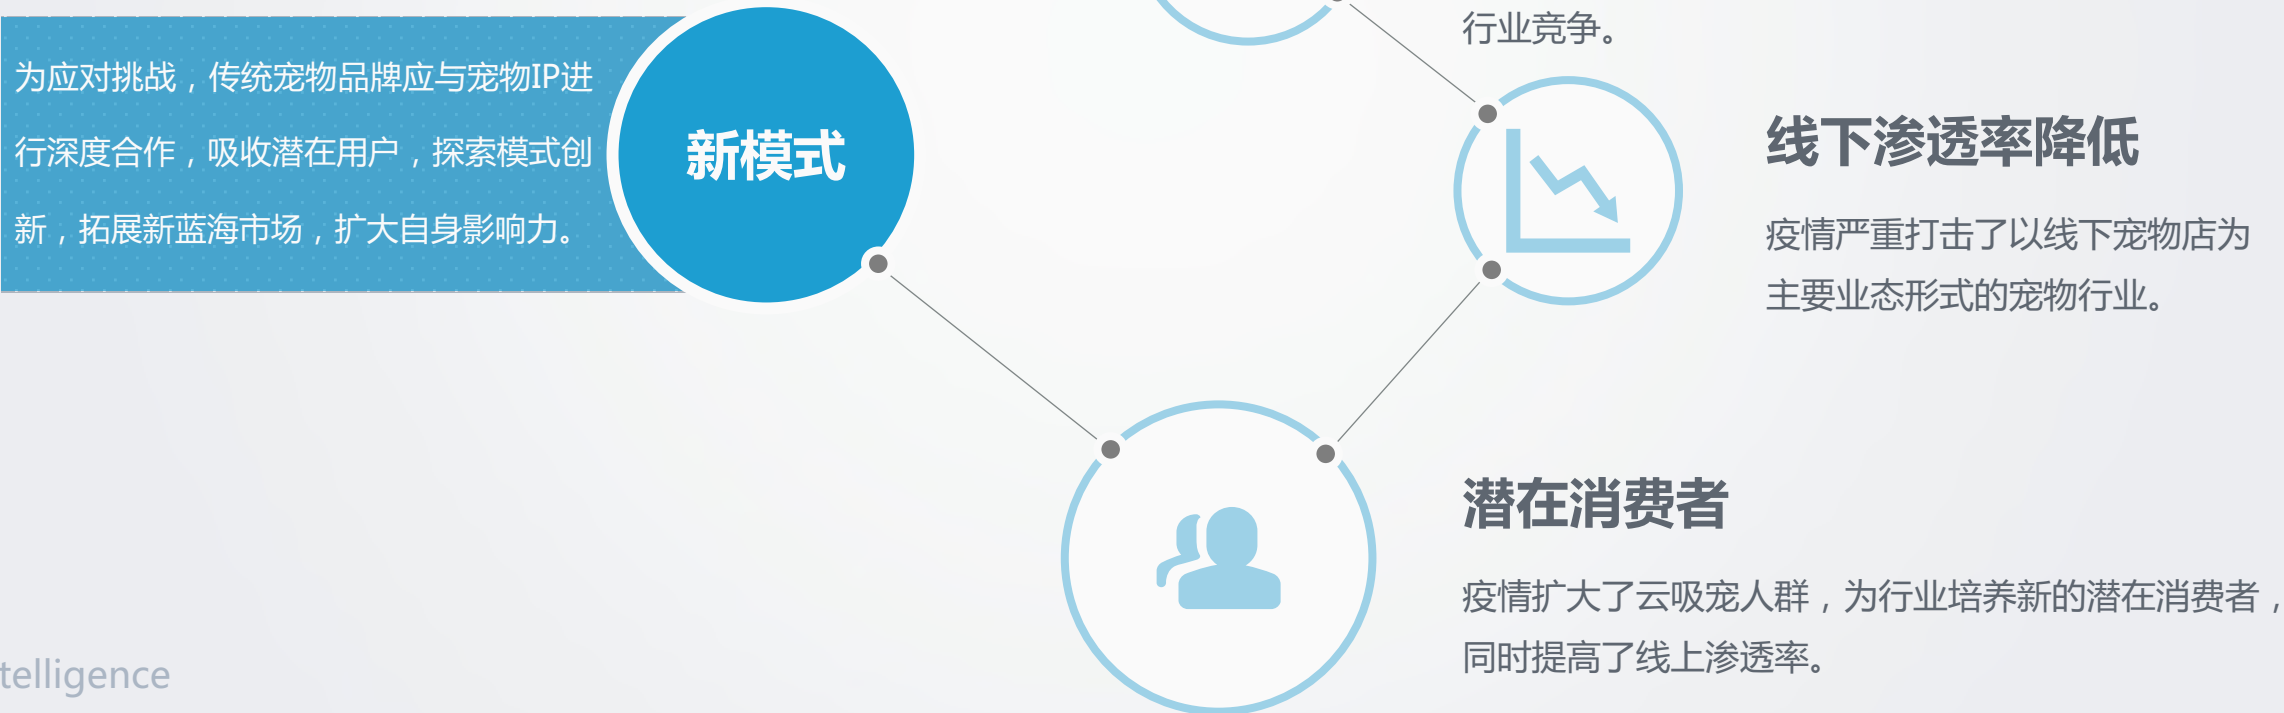 行业竞争。
为应对挑战，传统宠物品牌应与宠物IP进
行深度合作，吸收潜在用户，探索模式创
新，拓展新蓝海市场，扩大自身影响力。
新模式
线下渗透率降低
疫情严重打击了以线下宠物店为
主要业态形式的宠物行业。
潜在消费者
疫情扩大了云吸宠人群，为行业培养新的潜在消费者，
同时提高了线上渗透率。
telligence